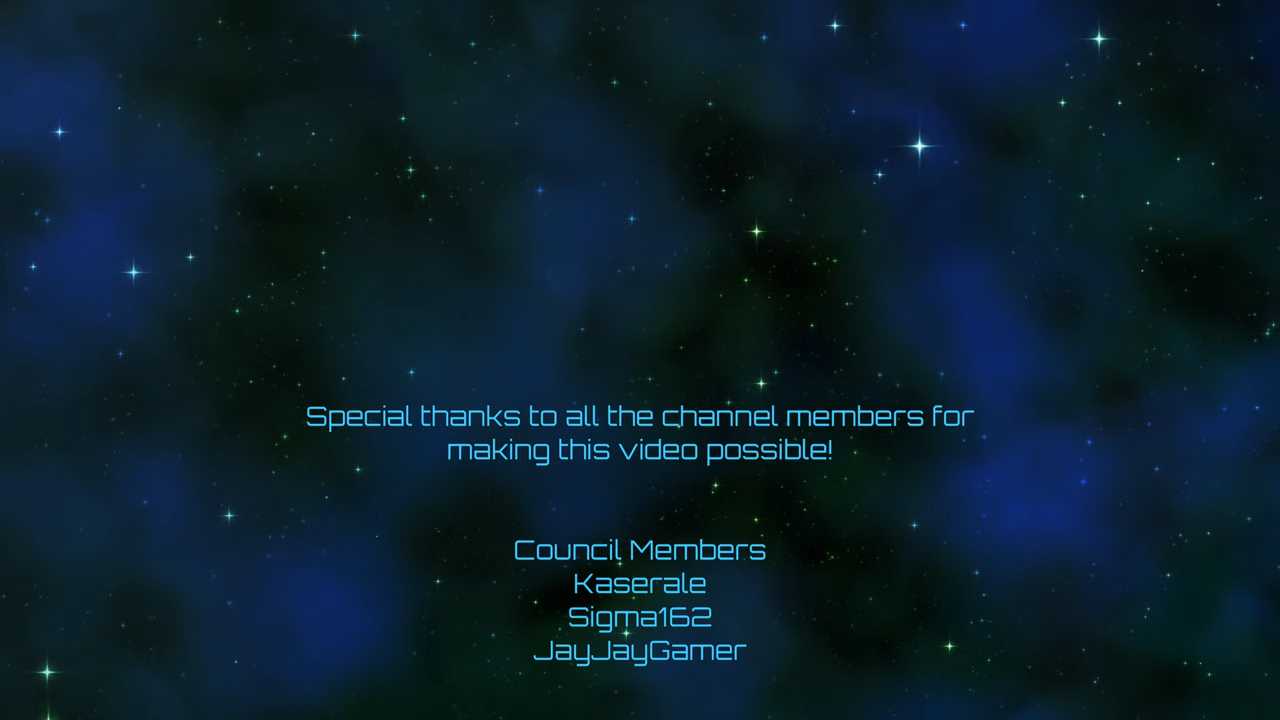 Special thanks to all the channel members for
making this video possible!
Council Members
Kaserale
Sigma162
JayJayGamer